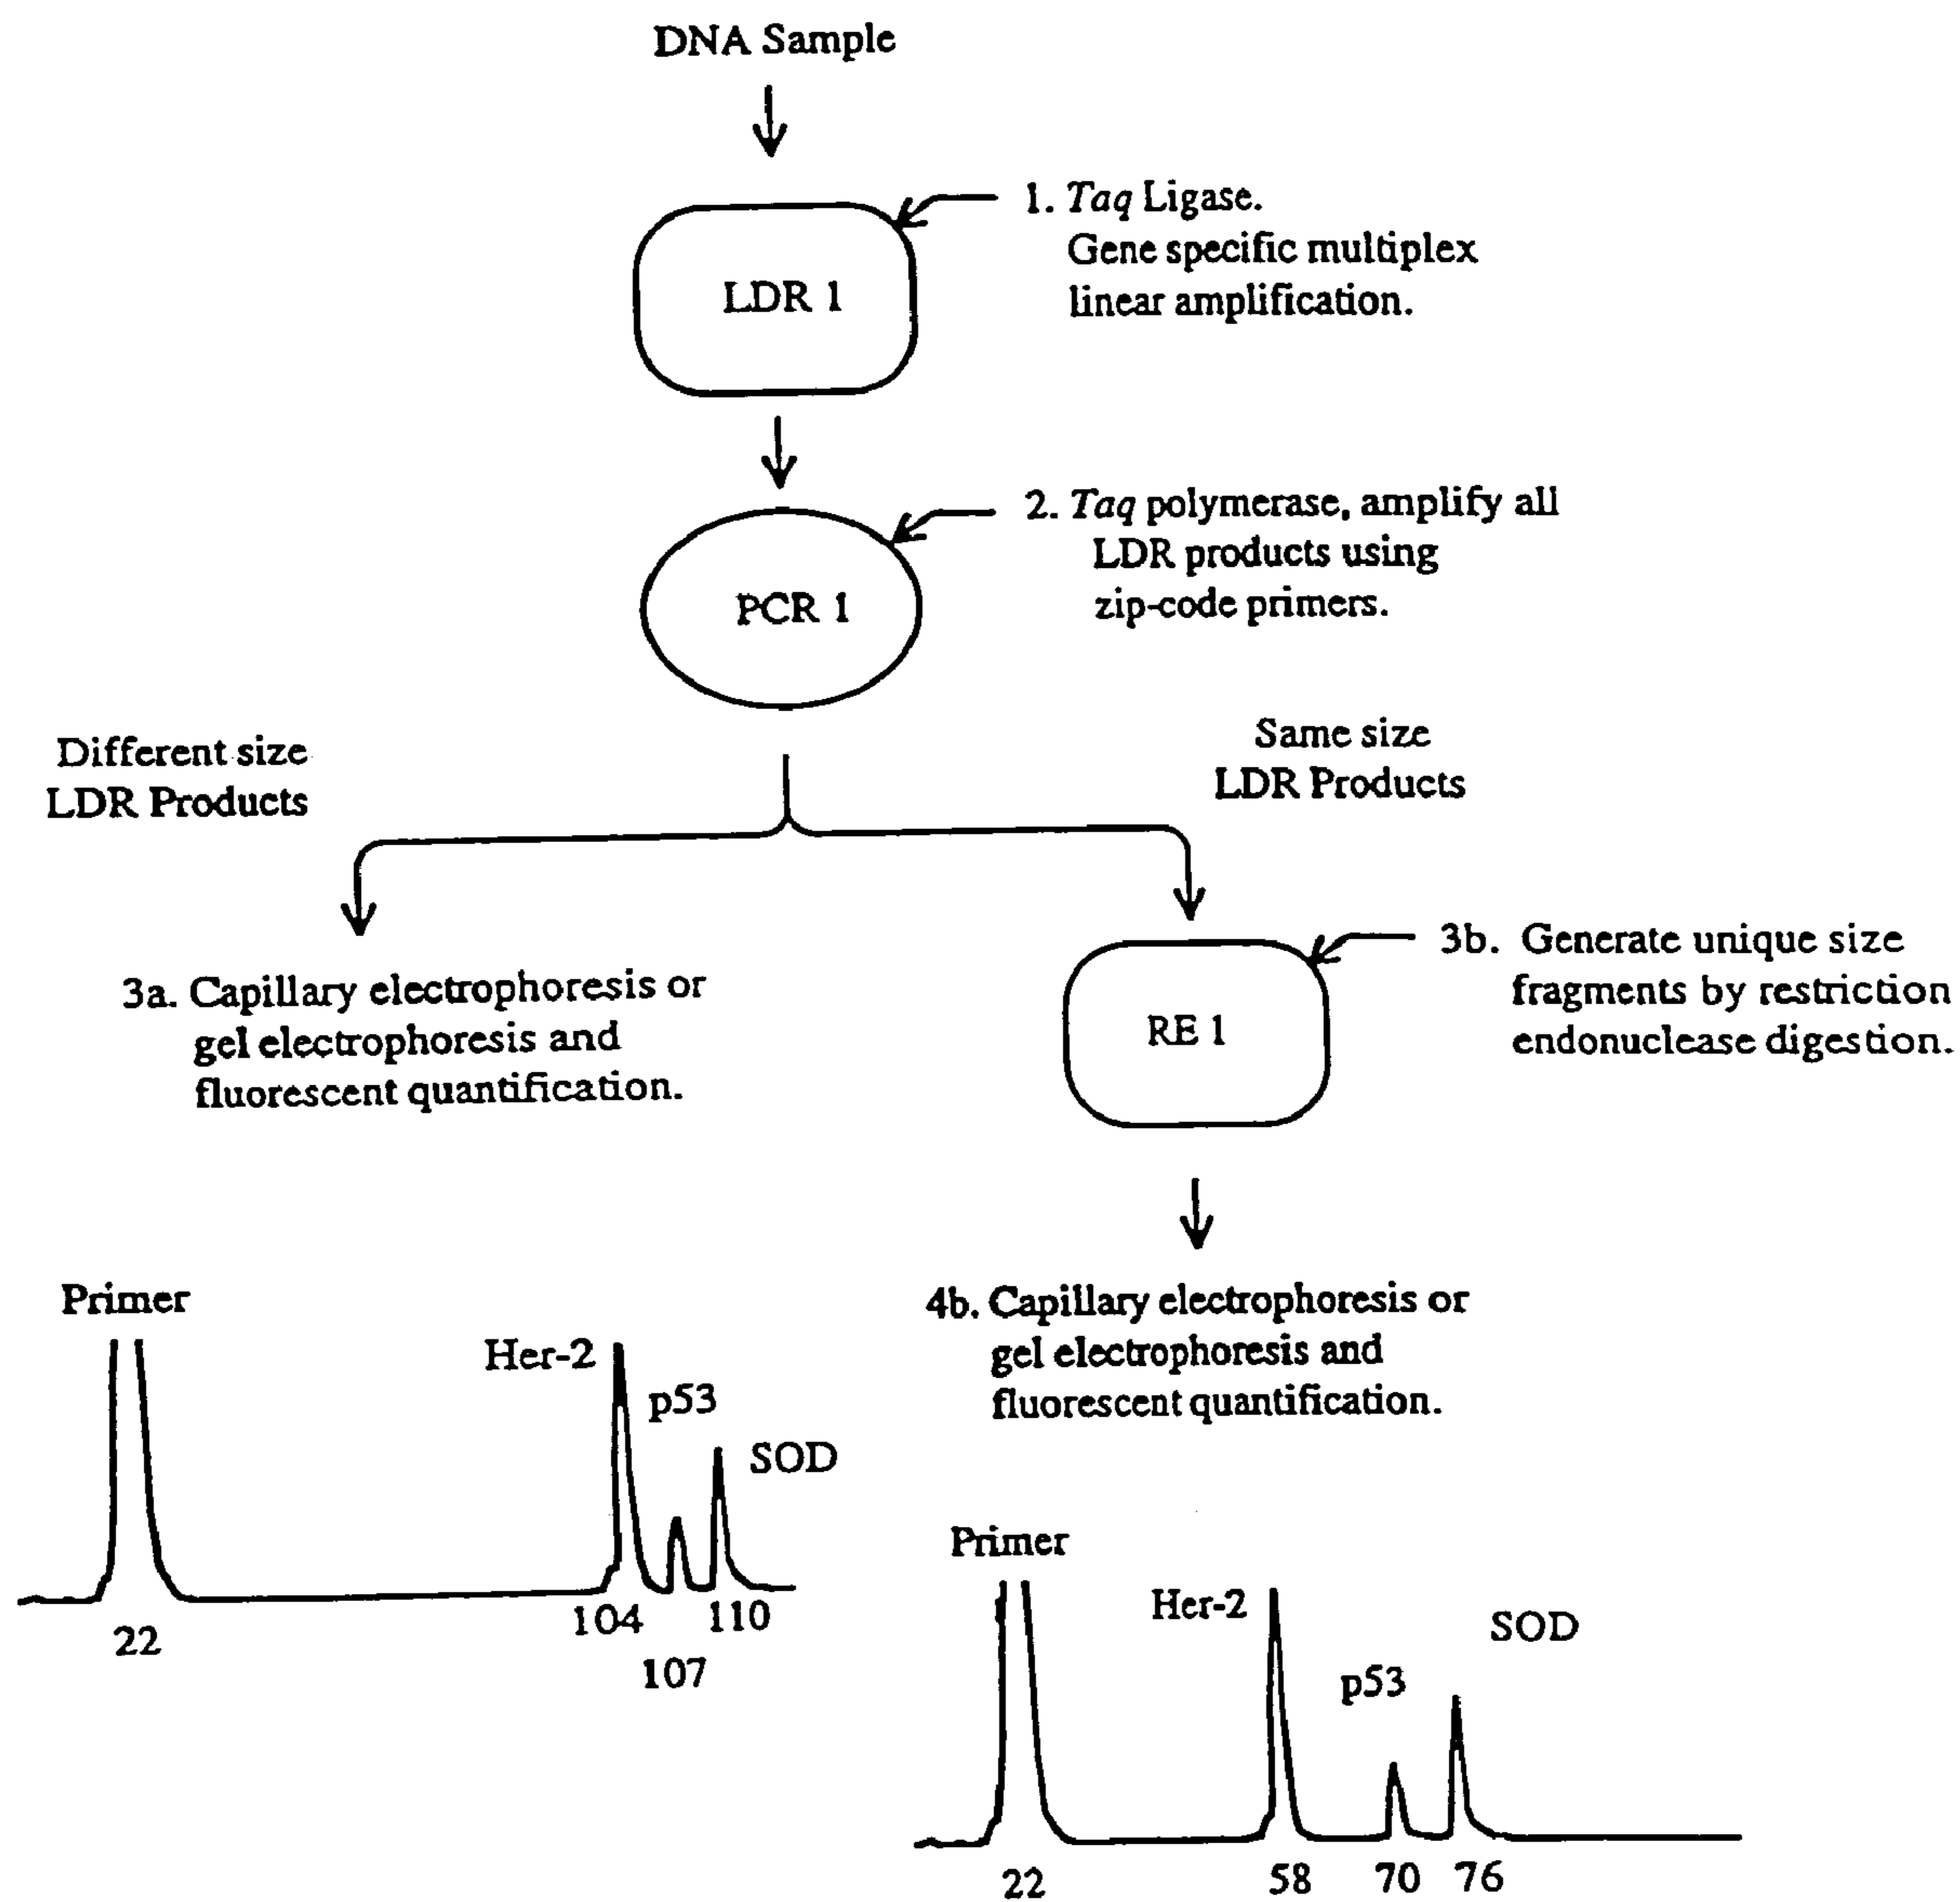 DNA Sample
1. Taq Ligase.
Gene specific multiplex
linear amplification.
LDR 1
2. Taq polymerase, amplify all
LDR products using
zip-code primers.
PCR 1
Different size
LDR Products
Same size
LDR Products
3a. Capillary electrophoresis or
gel electrophoresis and
fluorescent quantification.
3b. Generate unique size
fragments by restriction
endonuclease digestion.
RE 1
4b. Capillary electrophoresis or
gel electrophoresis and
fluorescent quantification.
Primer
Her-2
p53
SOD
22
104
107
110
Primer
Her-2
p53
SOD
22
58
70
76